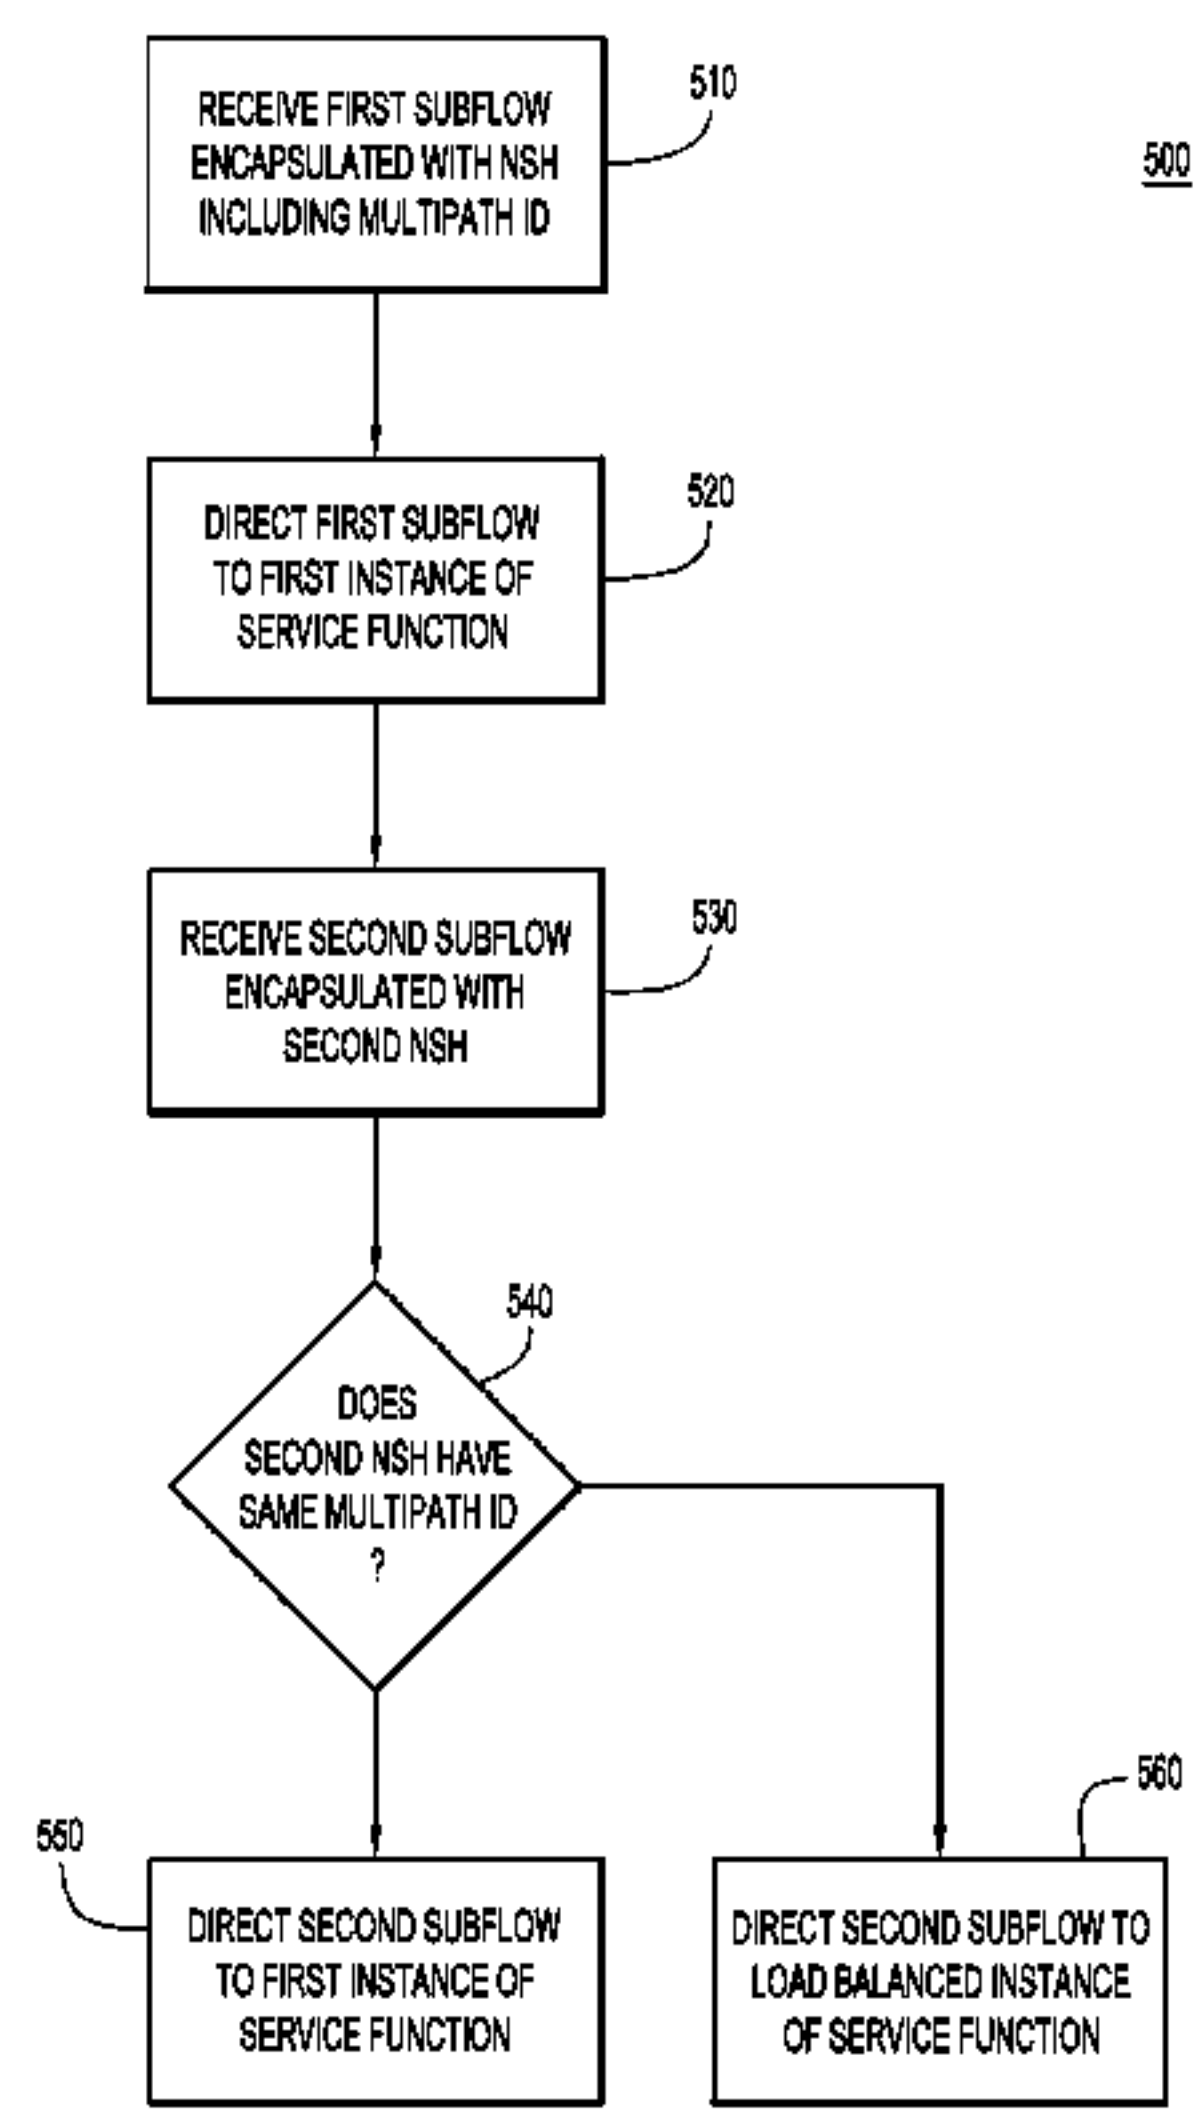 510
500
RECEIVE FIRST SUBFLOW
ENCAPSULATED WITH NSH
INCLUDING MULTIPATH ID
520
DIRECT FIRST SUBFLOW
TO FIRST INSTANCE OF
SERVICE FUNCTION
530
RECEIVE SECOND SUBFLOW
ENCAPSULATED WITH
SECOND NSH
540
DOES
SECOND NSH HAVE
SAME MULTIPATH ID
?
550
DIRECT SECOND SUBFLOW
TO FIRST INSTANCE OF
SERVICE FUNCTION
560
DIRECT SECOND SUBFLOW TO
LOAD BALANCED INSTANCE
OF SERVICE FUNCTION